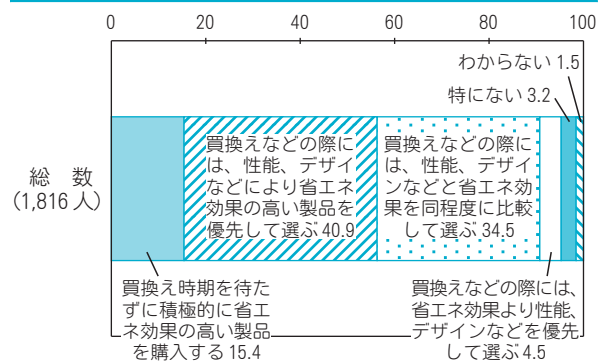 0 20 40 60 80 100
わからない 1.5
特にない 3.2
総　数
（1,816 人）
買換えなどの際に
は、性能、デザイ
などにより省エネ
効果の高い製品を
優先して選ぶ 40.9
買換えなどの際に
は、性能、デザイ
ンなどと省エネ効
果を同程度に比較
して選ぶ 34.5
買換え時期を待た
ずに積極的に省エ
ネ効果の高い製品
を購入する 15.4
買換えなどの際には、
省エネ効果より性能、
デザインなどを優先
して選ぶ 4.5